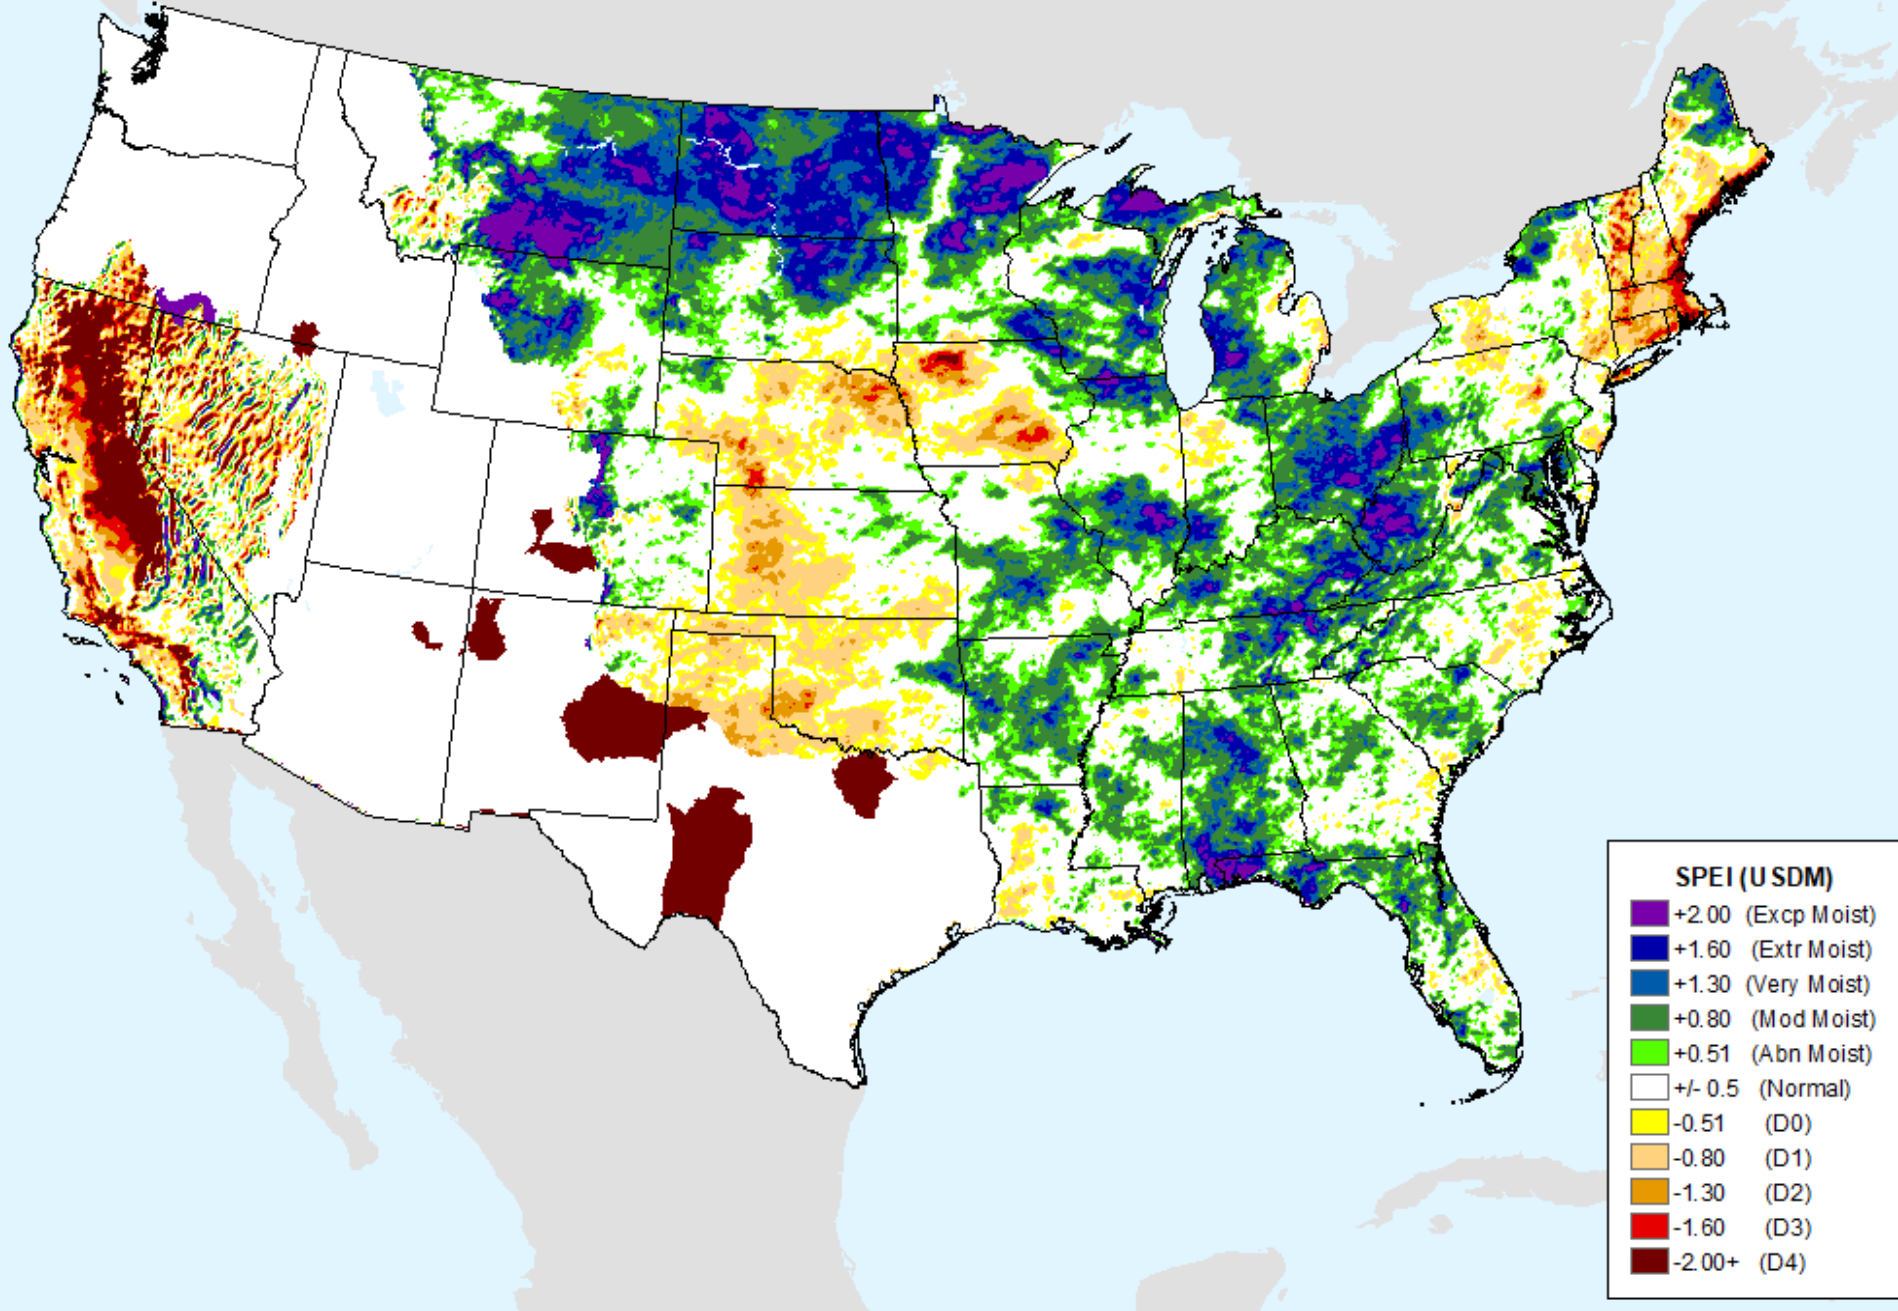 SPEI (USDM)
+2.00 (Excp Moist)
+1.60 (Extr Moist)
+1.30 (Very Moist)
+0.80 (Mod Moist)
+0.51 (Abn Moist)
+/- 0.5 (Normal)
-0.51 (D0)
-0.80 (D1)
-1.30 (D2)
-1.60 (D3)
-2.00+ (D4)